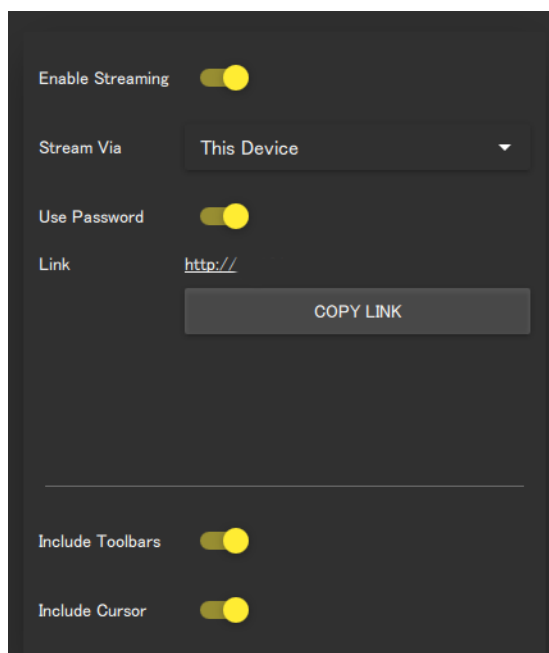 Enable Streaming
Stream Via This Device
Use Password
Link http://
COPY LINK
Include Toolbars
Include Cursor